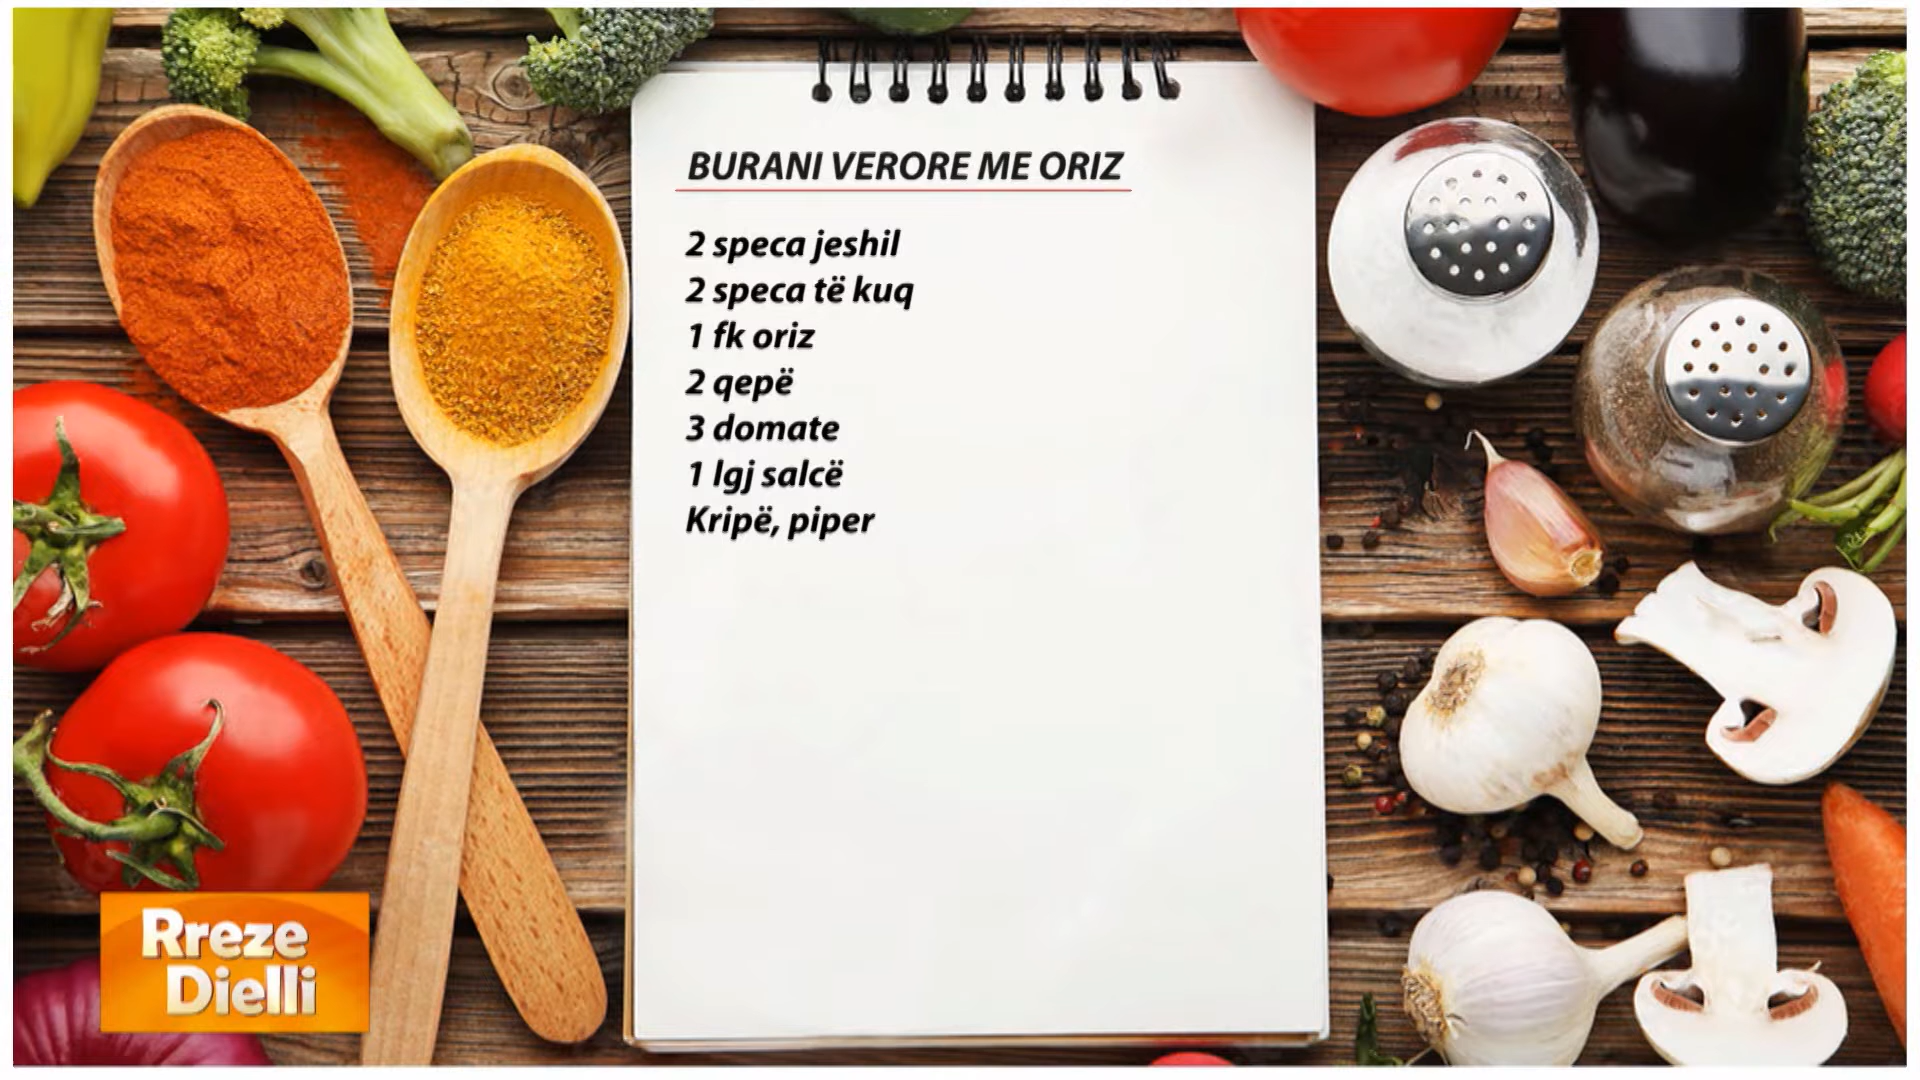 BURANI VERORE ME ORIZ
2 speca jeshil
2 speca të kuq
1 fk oriz
2 qepë
3 domate
1 lgj salcë
Kripë, piper
Rreze
Dielli